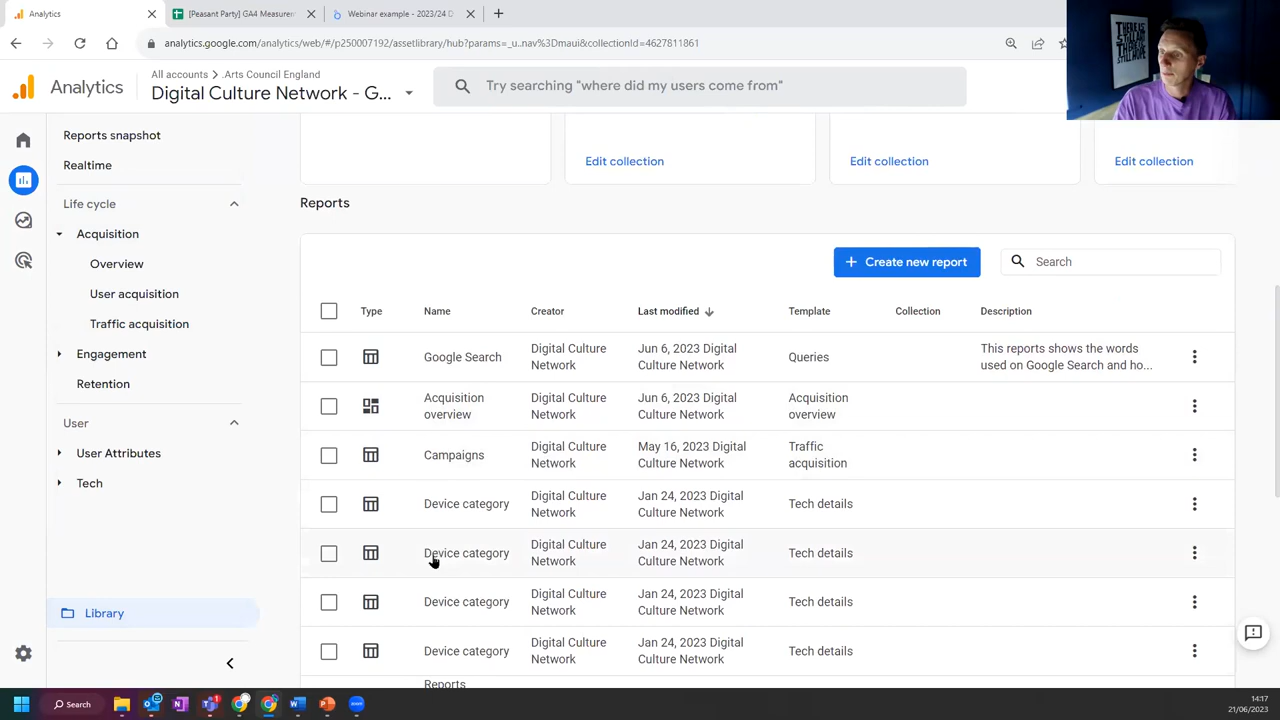 Analytics
[Peasant Party] GA4 Measurem
Webinar example - 2023/24 D
analytics.google.com/analytics/web/#/p250000192/assetlibrary/hub?params=_u..nav%3Dmaui&collectionId=4627811861
Analytics
All accounts > .Arts Council England
Digital Culture Network - G...
Try searching "where did my users come from"
THERE IS
STILL AND
THERE IS
STILL MORE
Reports snapshot
Realtime
Life cycle
Acquisition
Overview
User acquisition
Traffic acquisition
Engagement
Retention
User
User Attributes
Tech
Library
Edit collection
Edit collection
Edit collection
Reports
+ Create new report
Search
Type Name Creator Last modified Template Collection Description
Google Search
Digital Culture
Network
Jun 6, 2023 Digital
Culture Network
Queries
This reports shows the words
used on Google Search and ho...
Acquisition
overview
Digital Culture
Network
Jun 6, 2023 Digital
Culture Network
Acquisition
overview
Campaigns
Digital Culture
Network
May 16, 2023 Digital
Culture Network
Traffic
acquisition
Device category
Digital Culture
Network
Jan 24, 2023 Digital
Culture Network
Tech details
Device category
Digital Culture
Network
Jan 24, 2023 Digital
Culture Network
Tech details
Device category
Digital Culture
Network
Jan 24, 2023 Digital
Culture Network
Tech details
Device category
Digital Culture
Network
Jan 24, 2023 Digital
Culture Network
Tech details
Reports
Search
14:17
21/06/2023